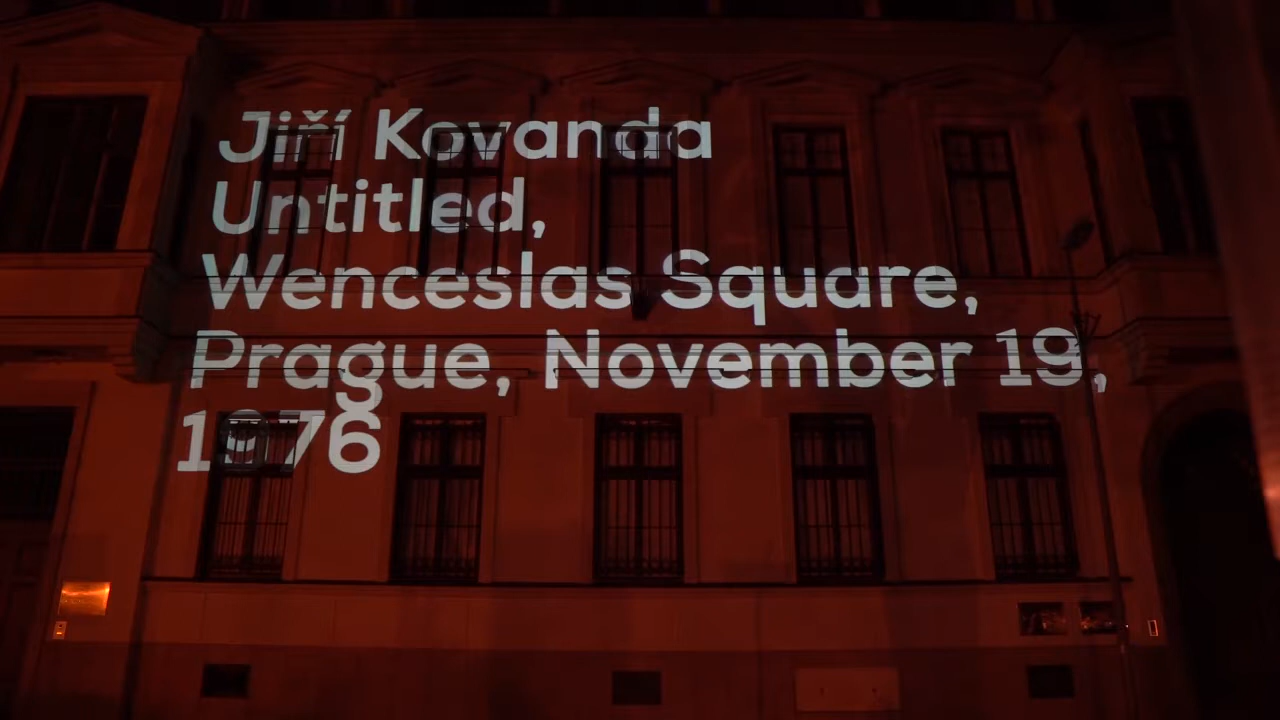 Jiří Kovanda
Untitled,
Wenceslas Square,
Prague, November 19,
1976